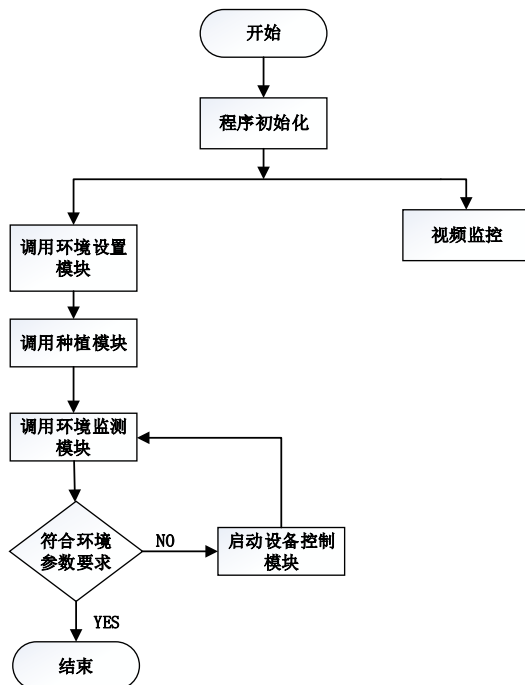 开始
程序初始化
调用环境设置
模块
视频监控
调用种植模块
调用环境监测
模块
符合环境
参数要求
NO
启动设备控制
模块
YES
结束